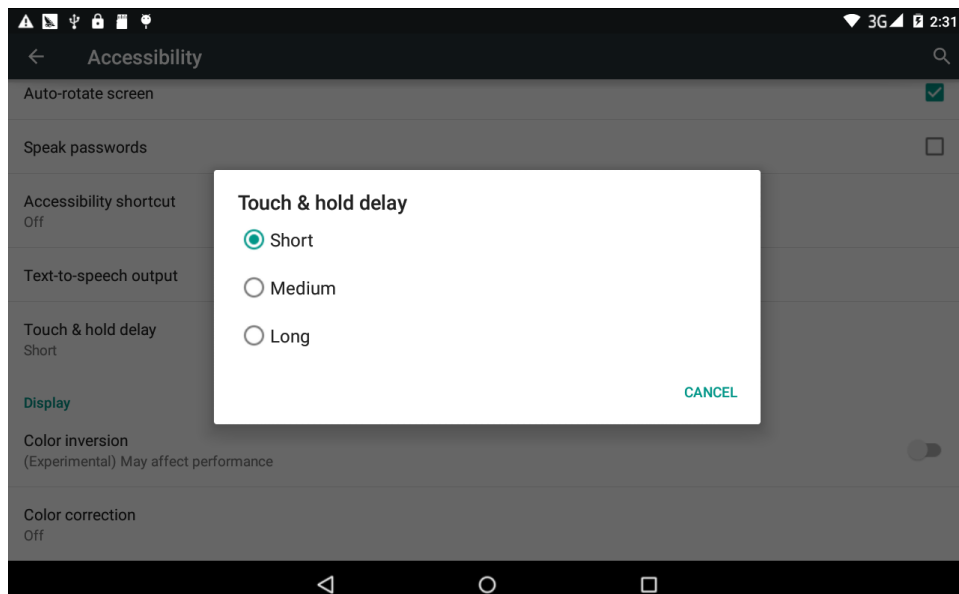 3G 2:31
Accessibility
Auto-rotate screen
Speak passwords
Accessibility shortcut
Off
Text-to-speech output
Touch & hold delay
Short
Display
Color inversion
(Experimental) May affect performance
Color correction
Off
Touch & hold delay
Short
Medium
Long
CANCEL